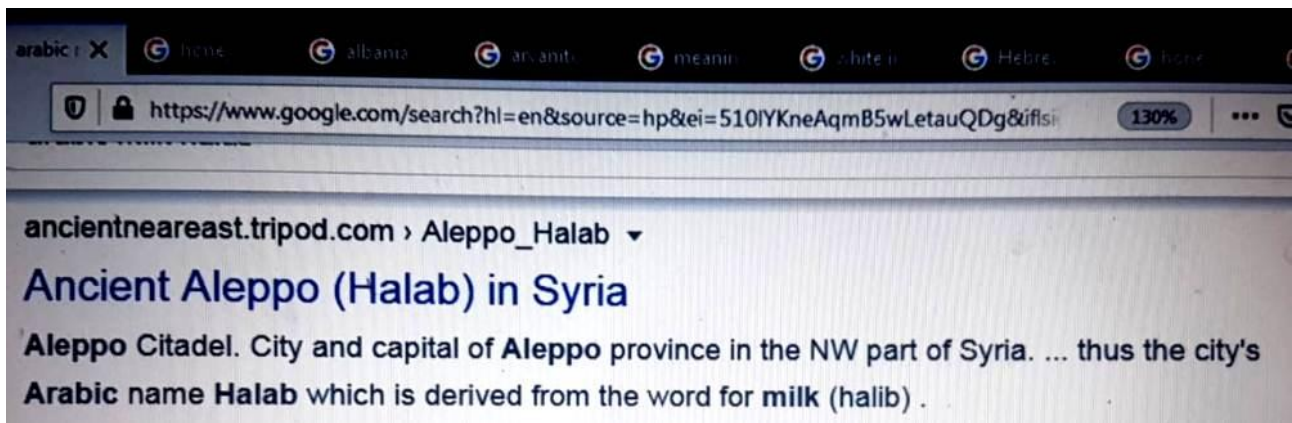 arabic
albania
meanin
Hebre
https://www.google.com/search?hl=en&source=hp&ei=510lYKneAqmB5wLetauQDg&iflsi
130%
ancientneareast.tripod.com › Aleppo_Halab
Ancient Aleppo (Halab) in Syria
Aleppo Citadel. City and capital of Aleppo province in the NW part of Syria. ... thus the city's
Arabic name Halab which is derived from the word for milk (halib) .